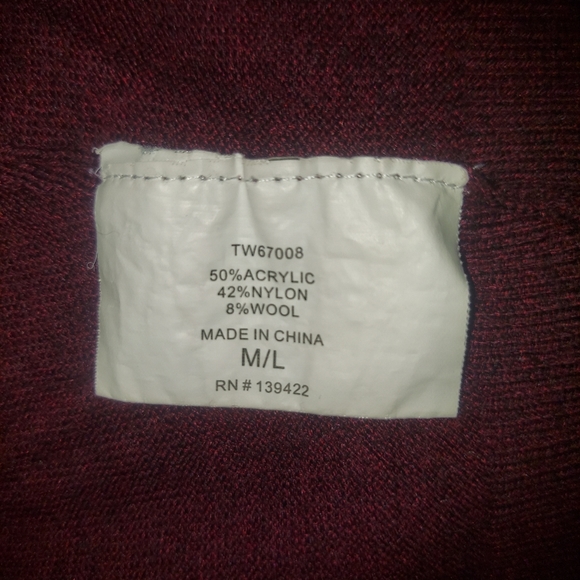 TW67008
50%ACRYLIC
42%NYLON
8%WOOL
MADE IN CHINA
M/L
RN # 139422